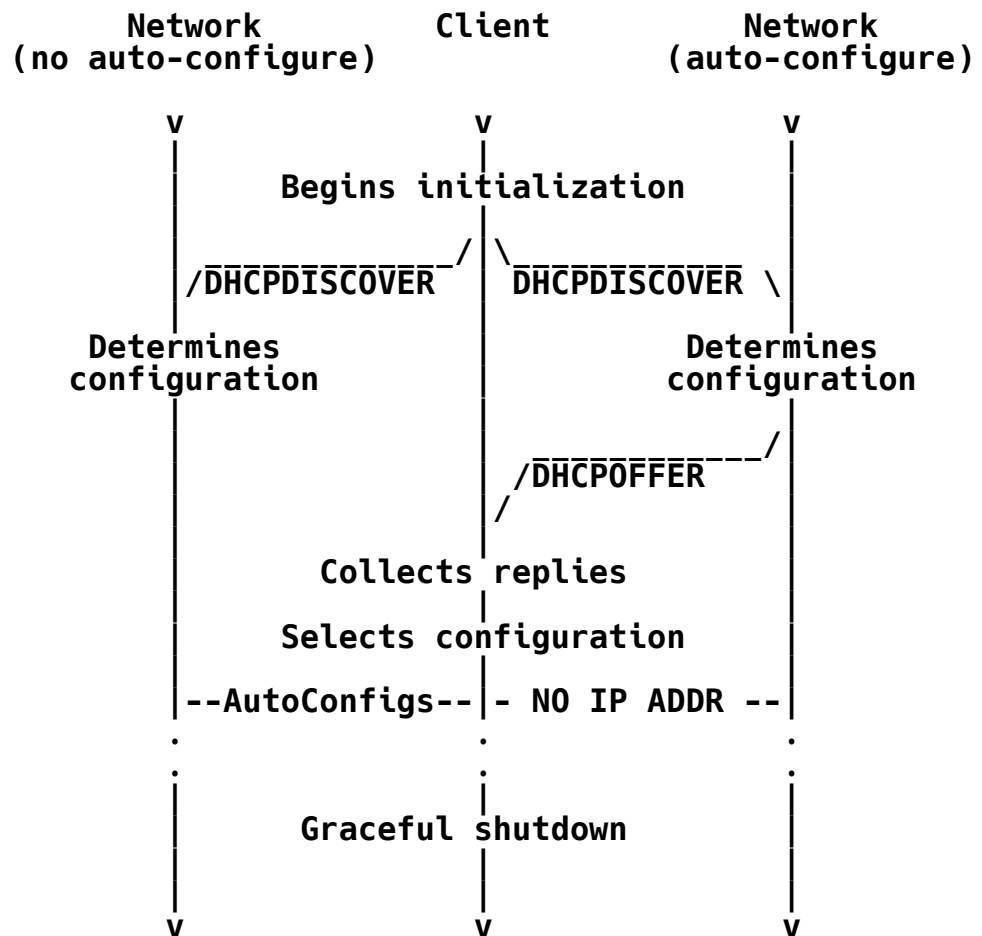 Network Client Network
(no auto-configure) (auto-configure)
v v v
Begins initialization
DHCPDISCOVER DHCPDISCOVER
Determines Determines
configuration configuration
DHCPOFFER
Collects replies
Selects configuration
--AutoConfigs-- - NO IP ADDR --
. . .
. . .
Graceful shutdown
v v v